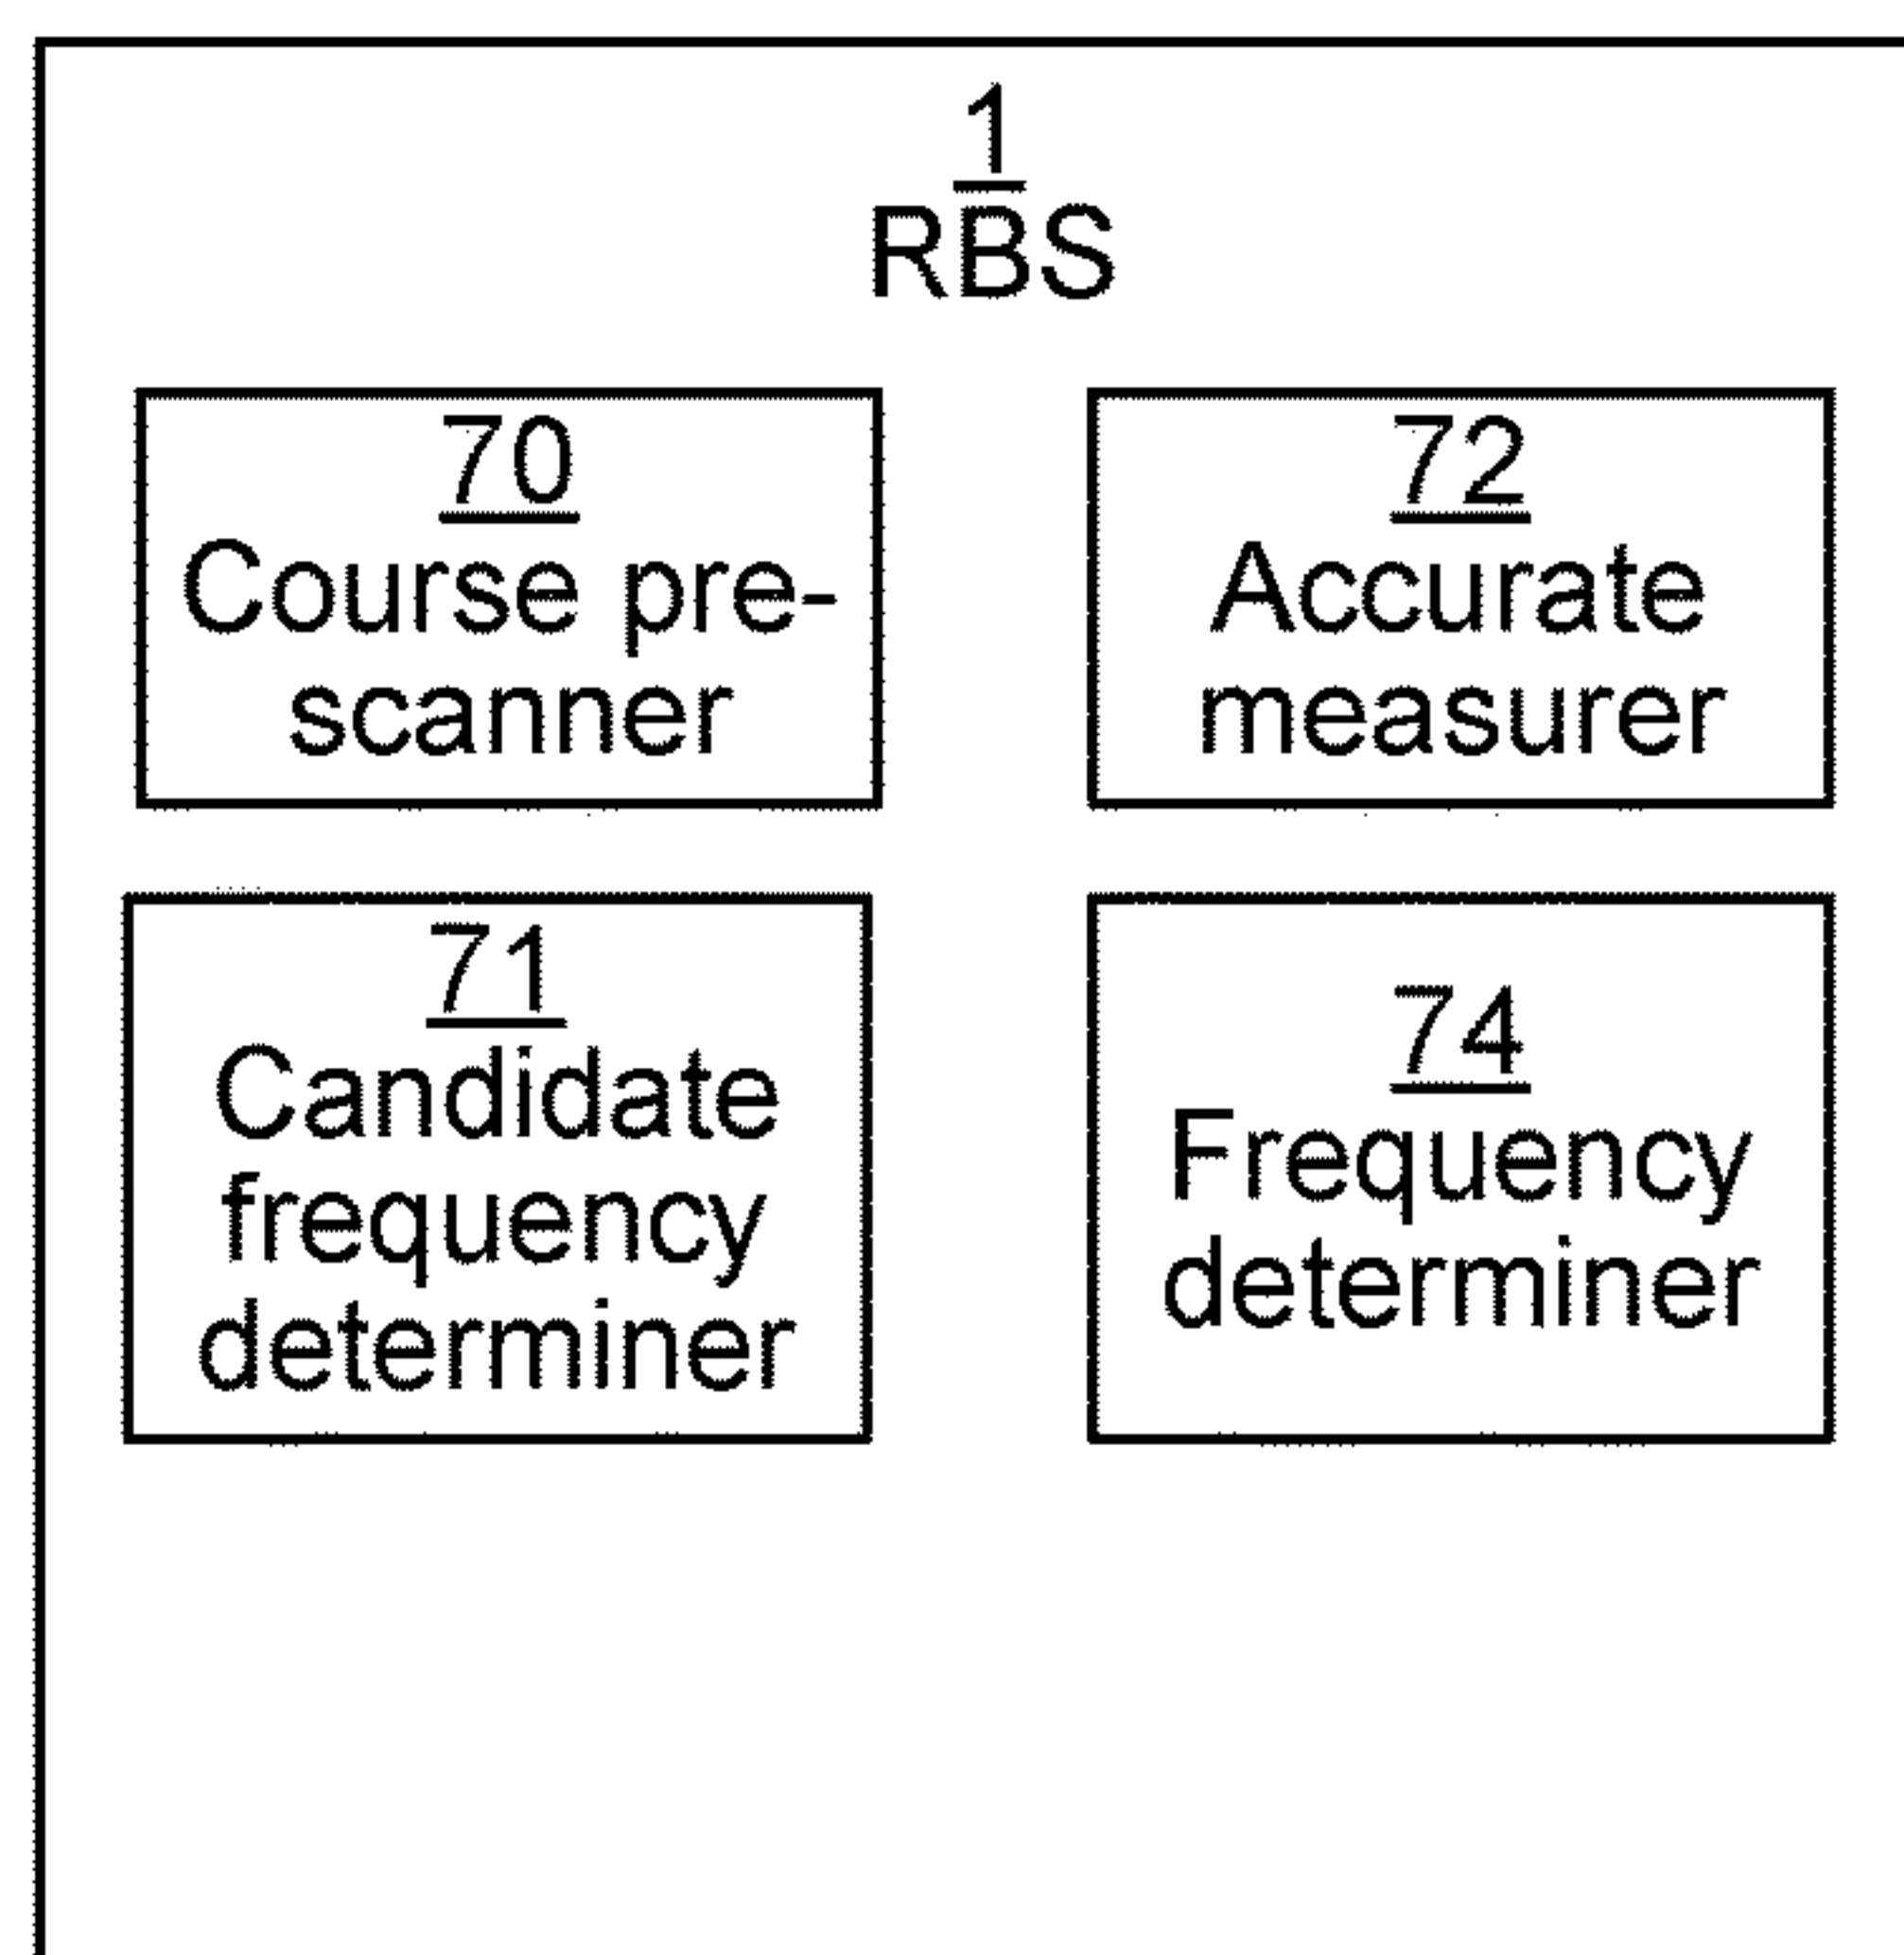 1
RBS
70
Course pre-
scanner
72
Accurate
measurer
71
Candidate
frequency
determiner
74
Frequency
determiner